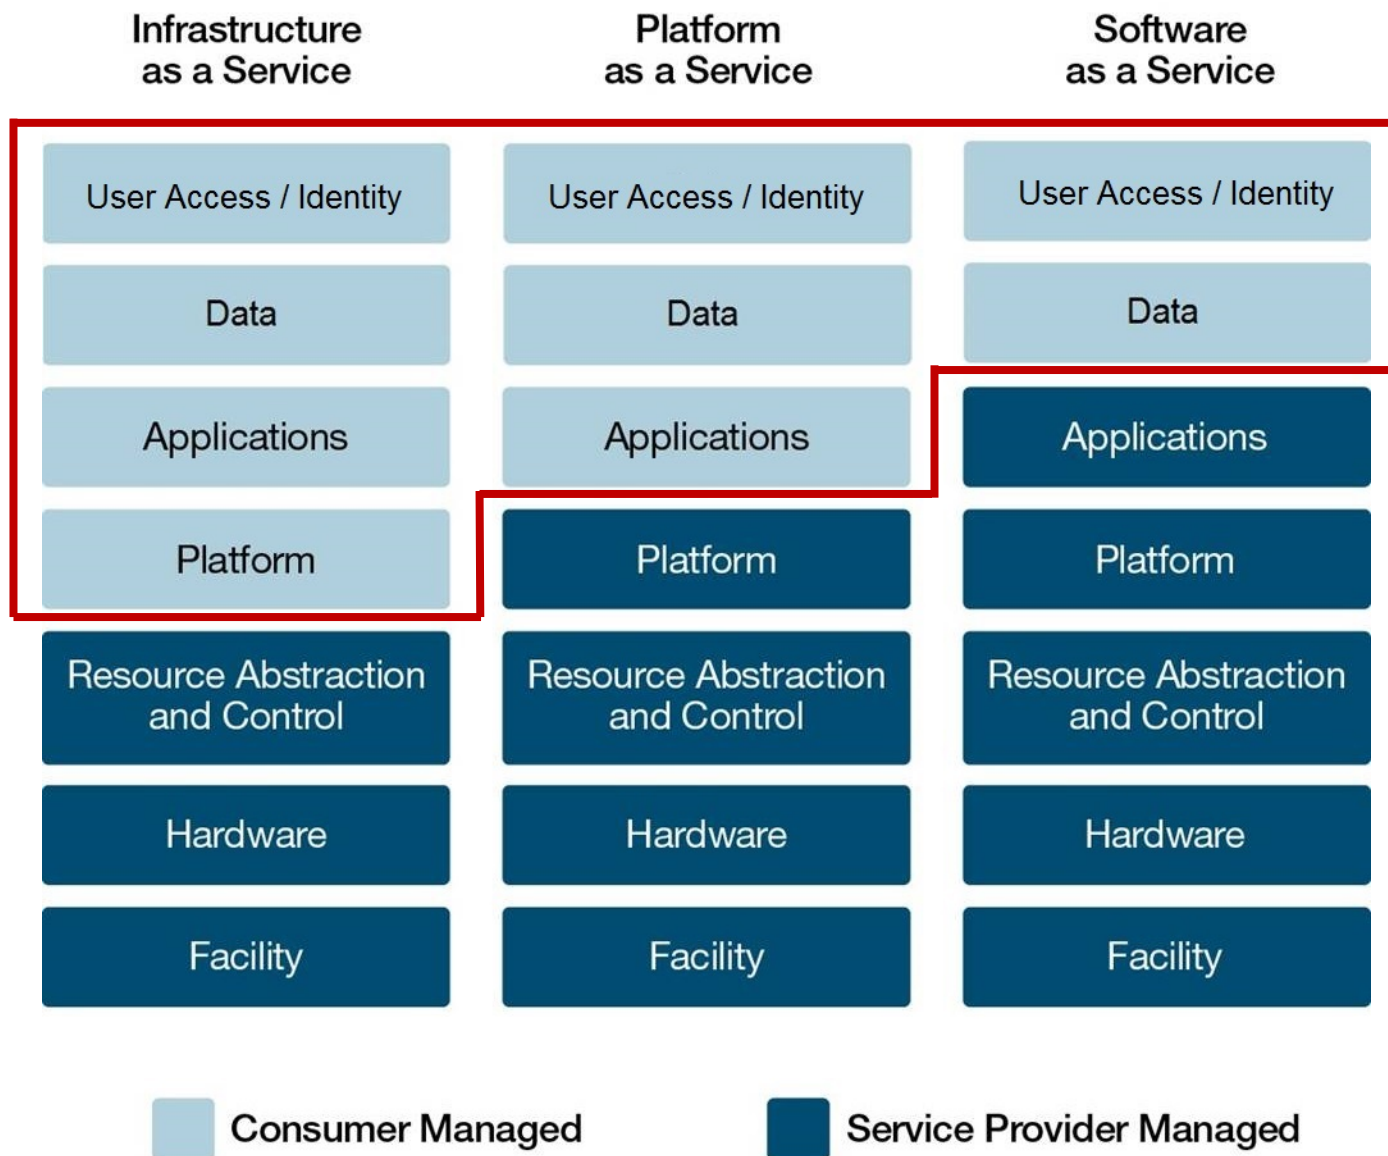 Infrastructure
as a Service
Platform
as a Service
Software
as a Service
User Access / Identity
User Access / Identity
User Access / Identity
Data
Data
Data
Applications
Applications
Applications
Platform
Platform
Platform
Resource Abstraction
and Control
Resource Abstraction
and Control
Resource Abstraction
and Control
Hardware
Hardware
Hardware
Facility
Facility
Facility
Consumer Managed
Service Provider Managed